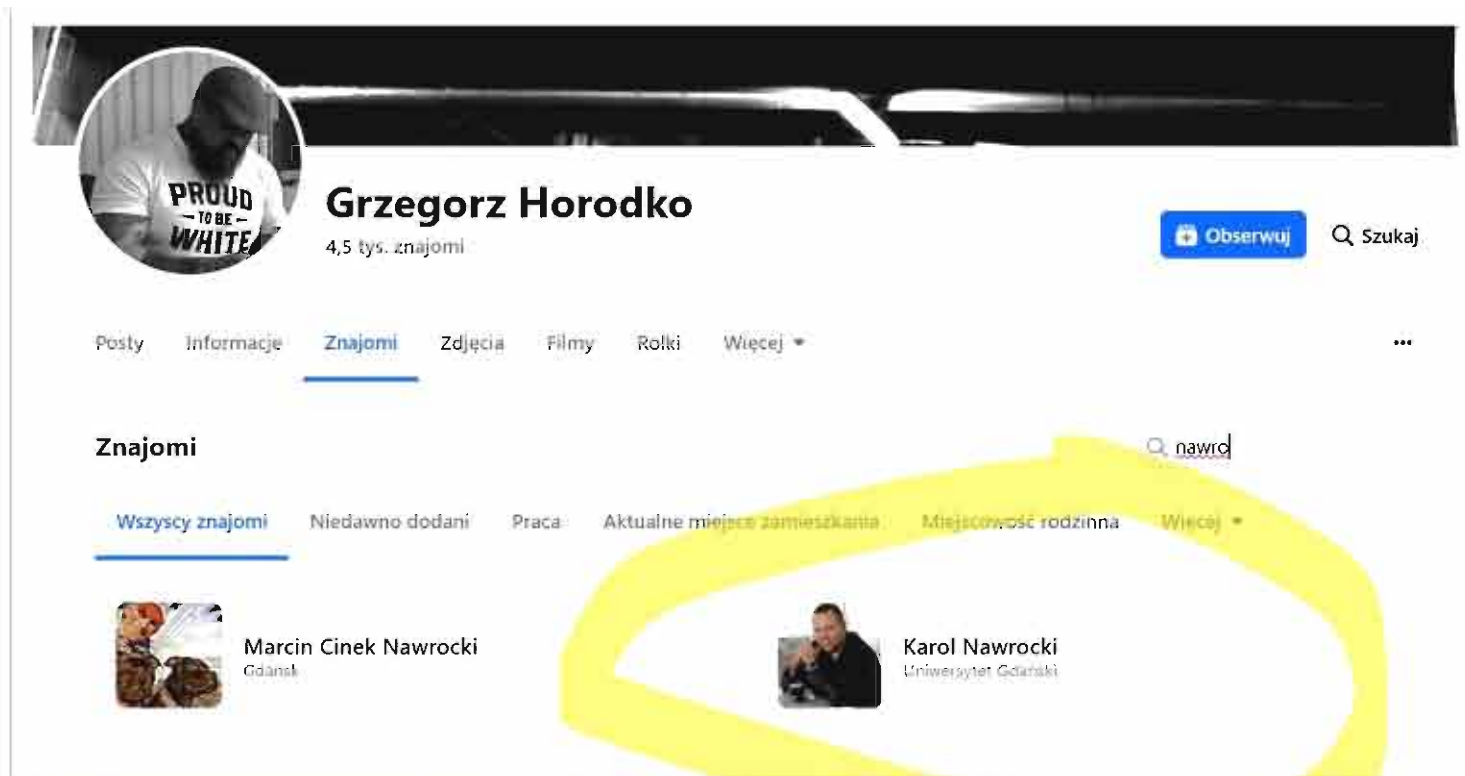 PROUD
TO BE
WHITE
Grzegorz Horodko
4,5 tys. znajomi
Obserwuj
Szukaj
Posty Informacje Znajomi Zdjęcia Filmy Rolki Więcej
Znajomi
nawro
Wszyscy znajomi Niedawno dodani Praca Aktualne miejsce zamieszkania Miejscowość rodzinna Więcej
Marcin Cinek Nawrocki
Gdańsk
Karol Nawrocki
Uniwersytet Gdański